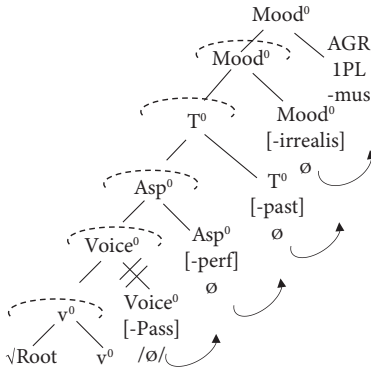 Mood⁰
AGR
1PL
-mus
Mood⁰
Mood⁰
[-irrealis]
ø
T⁰
T⁰
[-past]
ø
Asp⁰
Asp⁰
[-perf]
ø
Voice⁰
Voice⁰
[-Pass]
/ø/
v⁰
√Root
v⁰